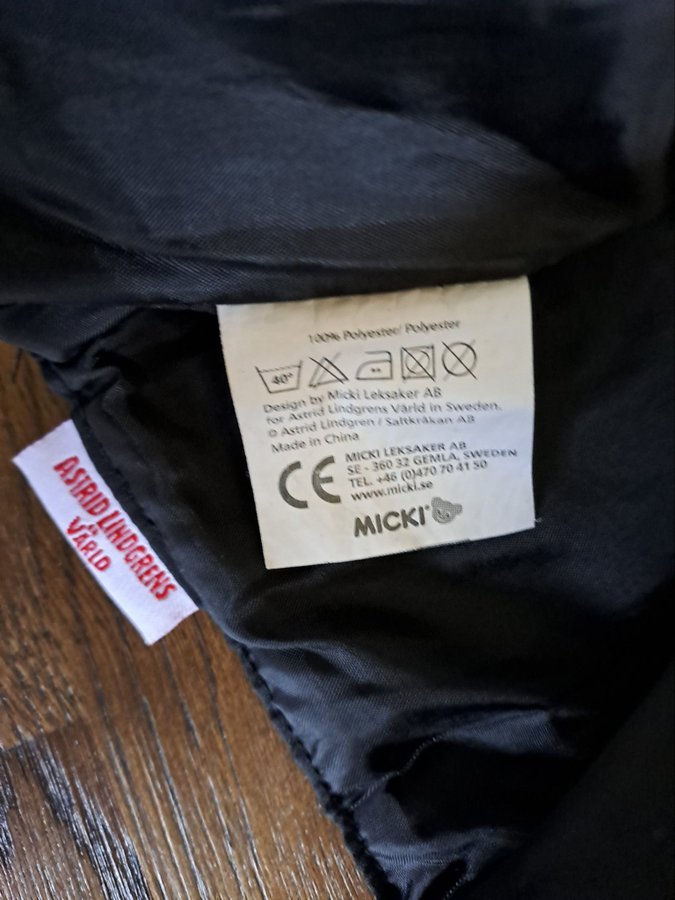 100% Polyester/ Polyester
40°
Design by Micki Leksaker AB
for Astrid Lindgrens Värld in Sweden.
© Astrid Lindgren / Saltkråkan AB
Made in China
CE
MICKI LEKSAKER AB
SE - 360 32 GEMLA, SWEDEN
TEL. +46 (0)470 70 41 50
www.micki.se
MICKI®
ASTRID LINDGRENS
VÄRLD